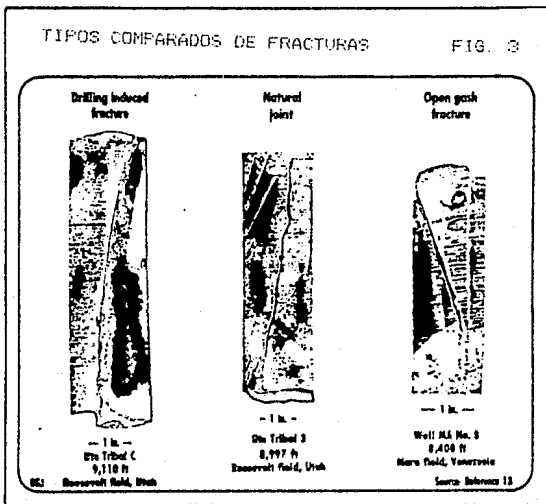 TIPOS COMPARADOS DE FRACTURAS
FIG. 3
Drilling induced
fracture
Natural
joint
Open gash
fracture
— 1 in. —
Ute Tribal C
9,110 ft
Roosevelt field, Utah
— 1 in. —
Ute Tribal 3
8,997 ft
Roosevelt field, Utah
— 1 in. —
Well MA No. 8
8,408 ft
Mara field, Venezuela
OGJ
Source: Reference 12